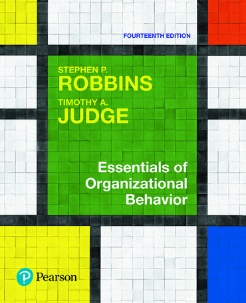 FOURTEENTH EDITION
STEPHEN P.
ROBBINS
TIMOTHY A.
JUDGE
Essentials of
Organizational
Behavior
Pearson